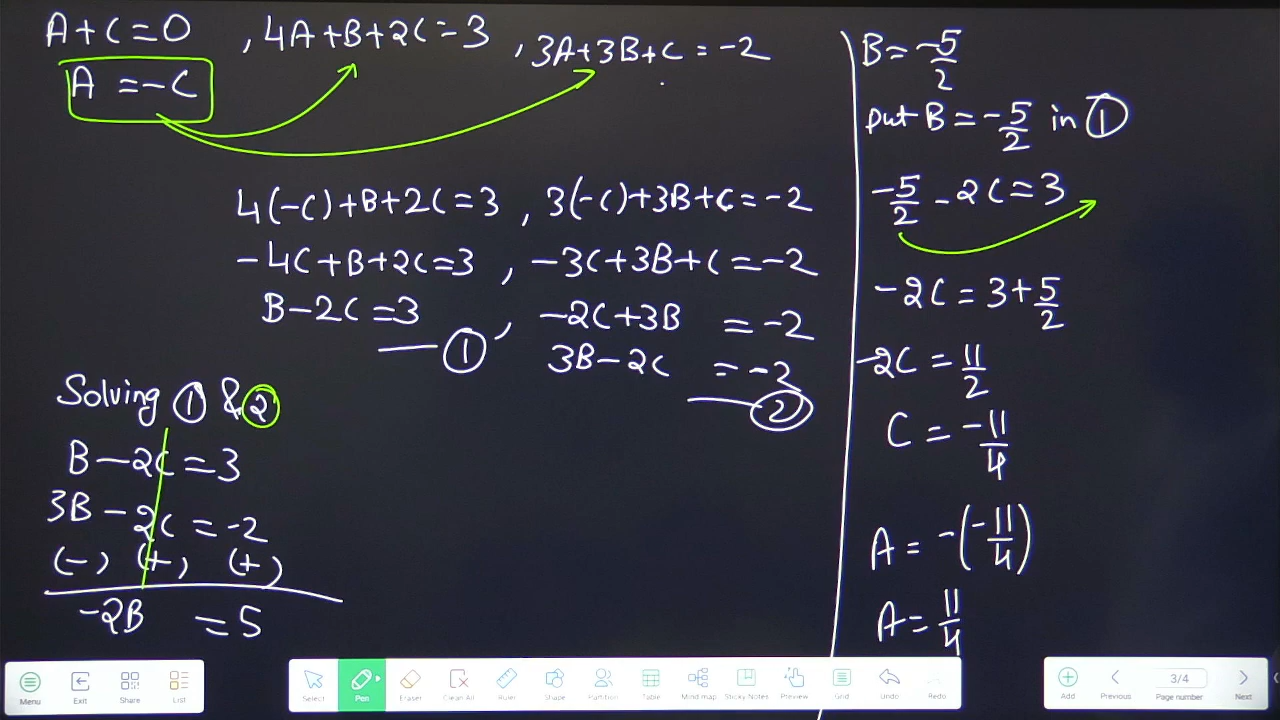 A+C=0 , 4A+B+2C=3 , 3A+3B+C=-2
A=-C
4(-C)+B+2C=3 , 3(-C)+3B+C=-2
-4C+B+2C=3 , -3C+3B+C=-2
B-2C=3 , -2C+3B =-2
① 3B-2C =-2
②
Solving ① & ②
B-2C=3
3B-2C=-2
(-) (+) (+)
-2B =5
B=-5/2
Put B=-5/2 in ①
-5/2-2C=3
-2C=3+5/2
-2C=11/2
C=-11/4
A=-(-11/4)
A=11/4
Menu Exit Share List
Select Pen Eraser Clean All Ruler Shape Partition Table Mind map Sticky Notes Preview Grid Undo Redo
3/4
Add Previous Page number Next